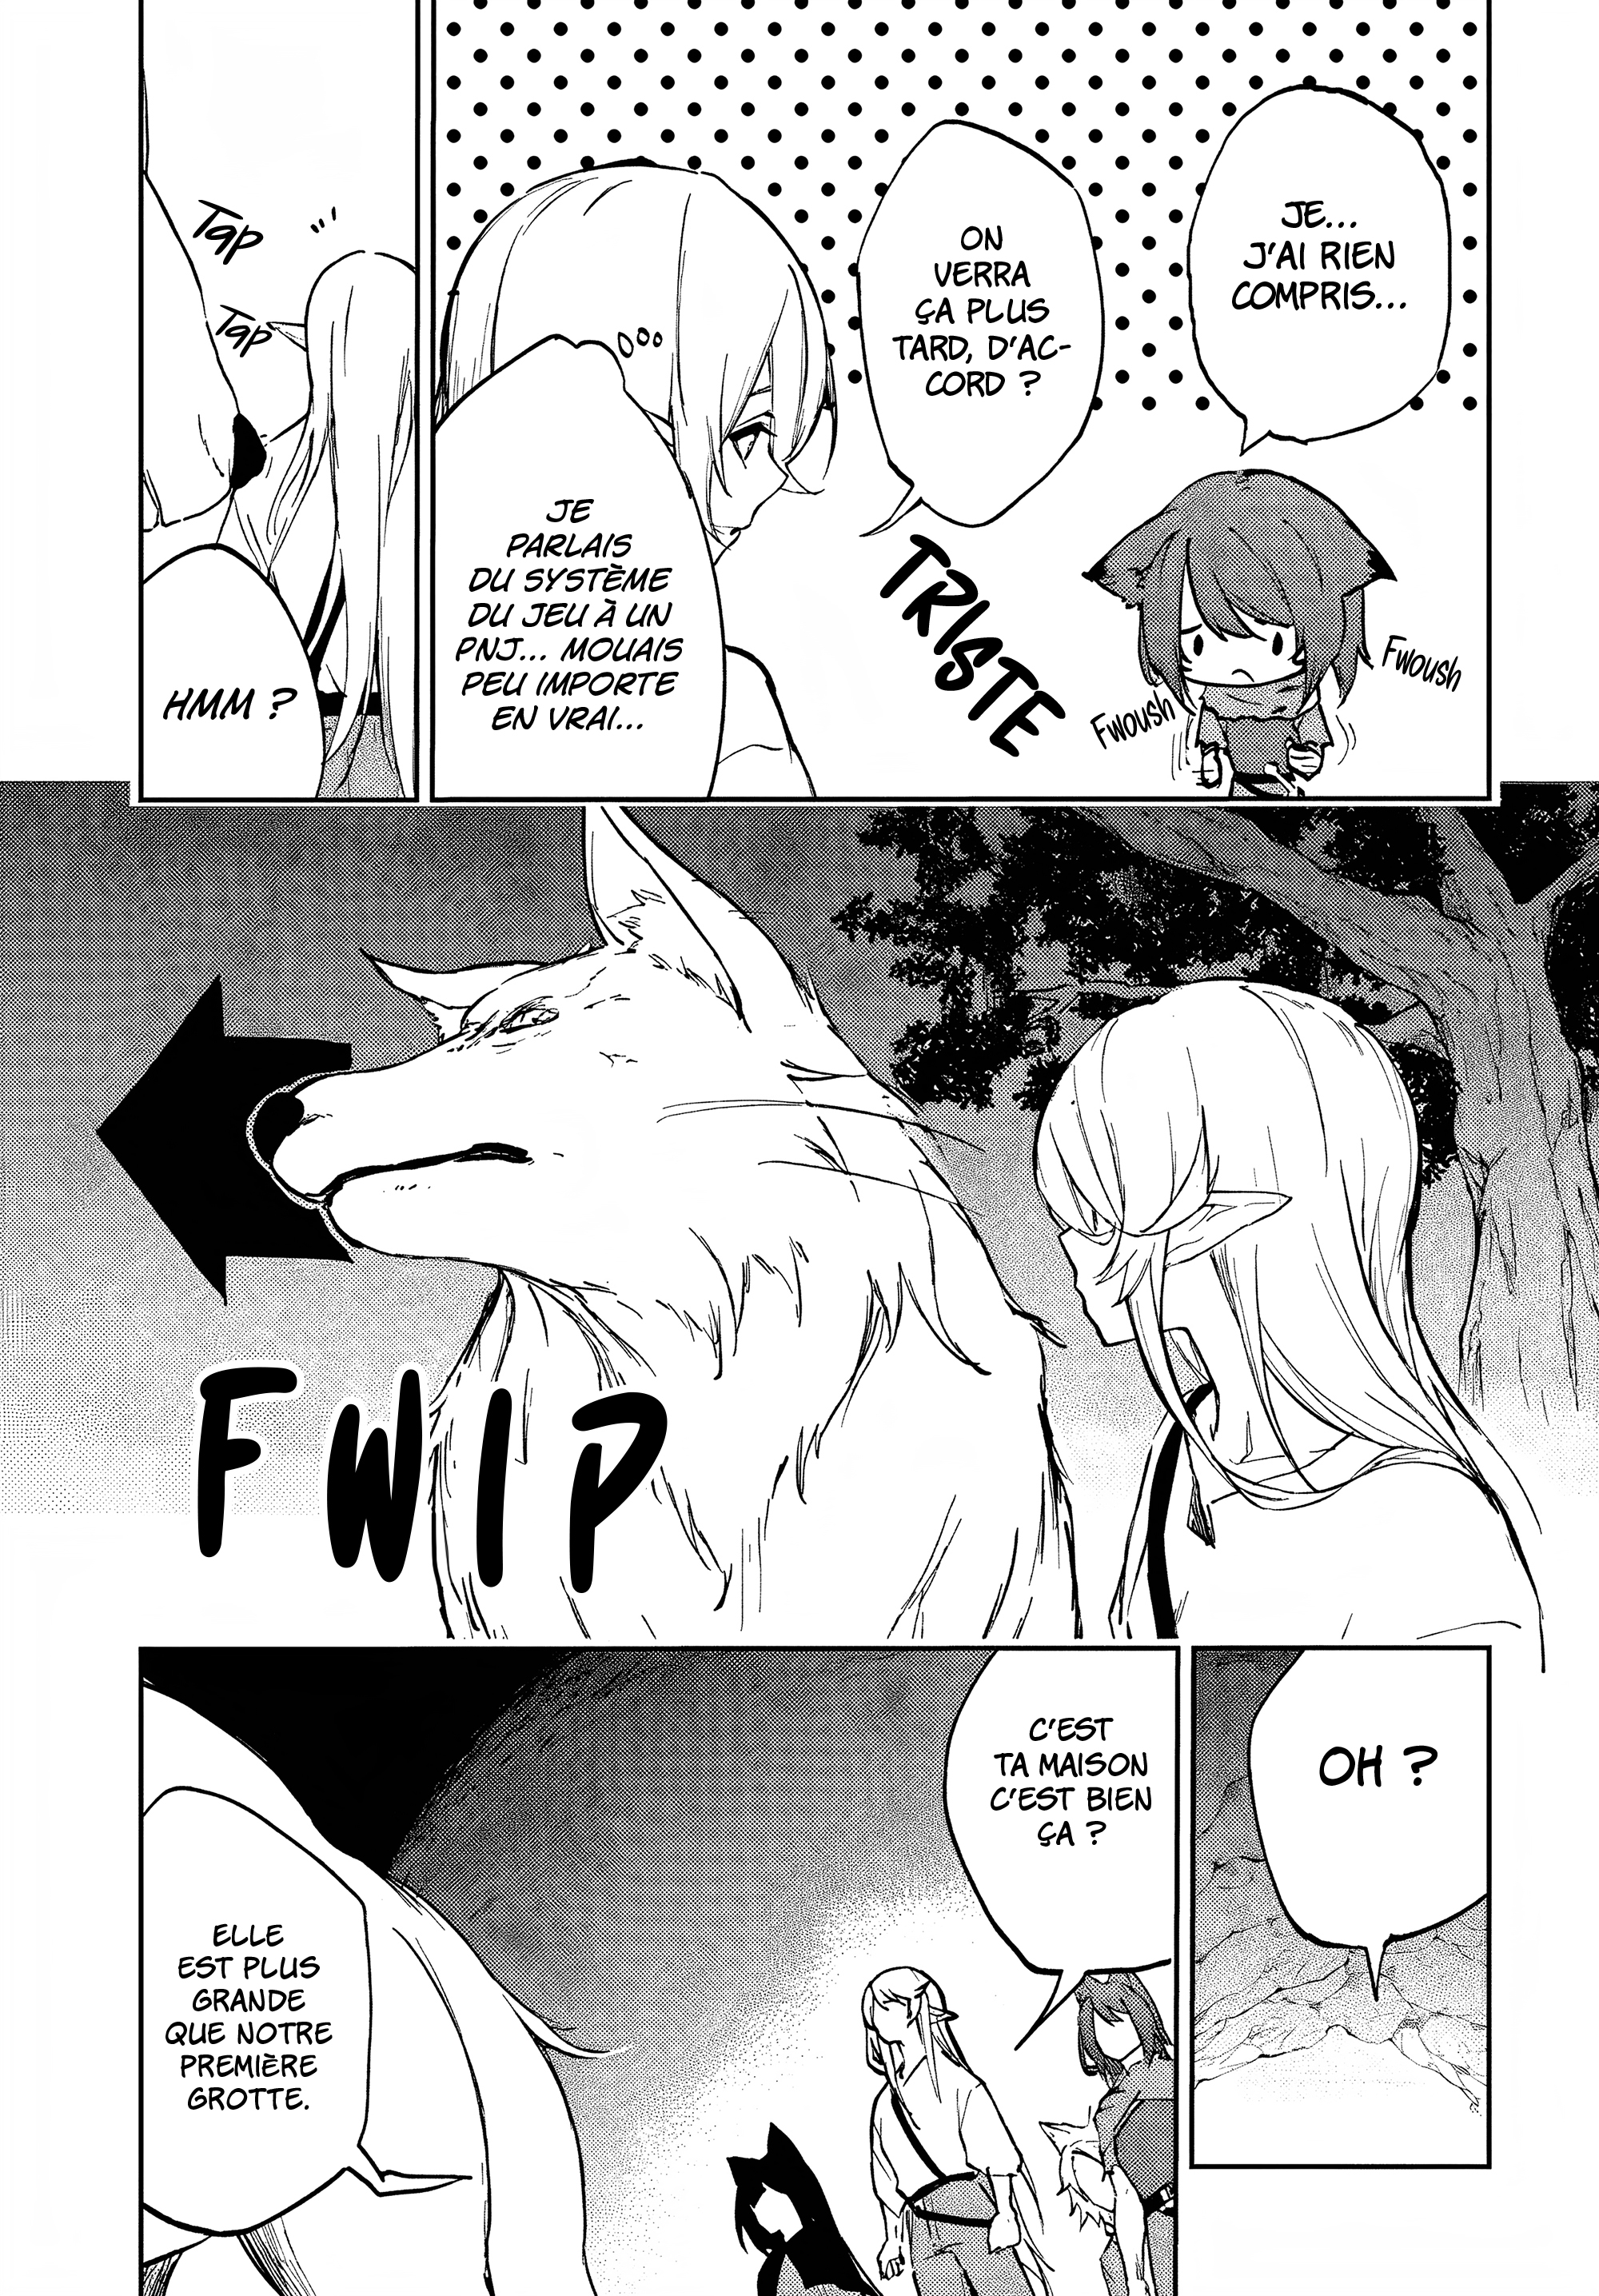 JE...
J'AI RIEN
COMPRIS...
ON
VERRA
ÇA PLUS
TARD, D'AC-
CORD ?
Fwoush
Fwoush
TRISTE
JE
PARLAIS
DU SYSTÈME
DU JEU À UN
PNJ... MOUAIS
PEU IMPORTE
EN VRAI...
Tap
Tap
HMM ?
FWIP
OH ?
C'EST
TA MAISON
C'EST BIEN
ÇA ?
ELLE
EST PLUS
GRANDE
QUE NOTRE
PREMIÈRE
GROTTE.